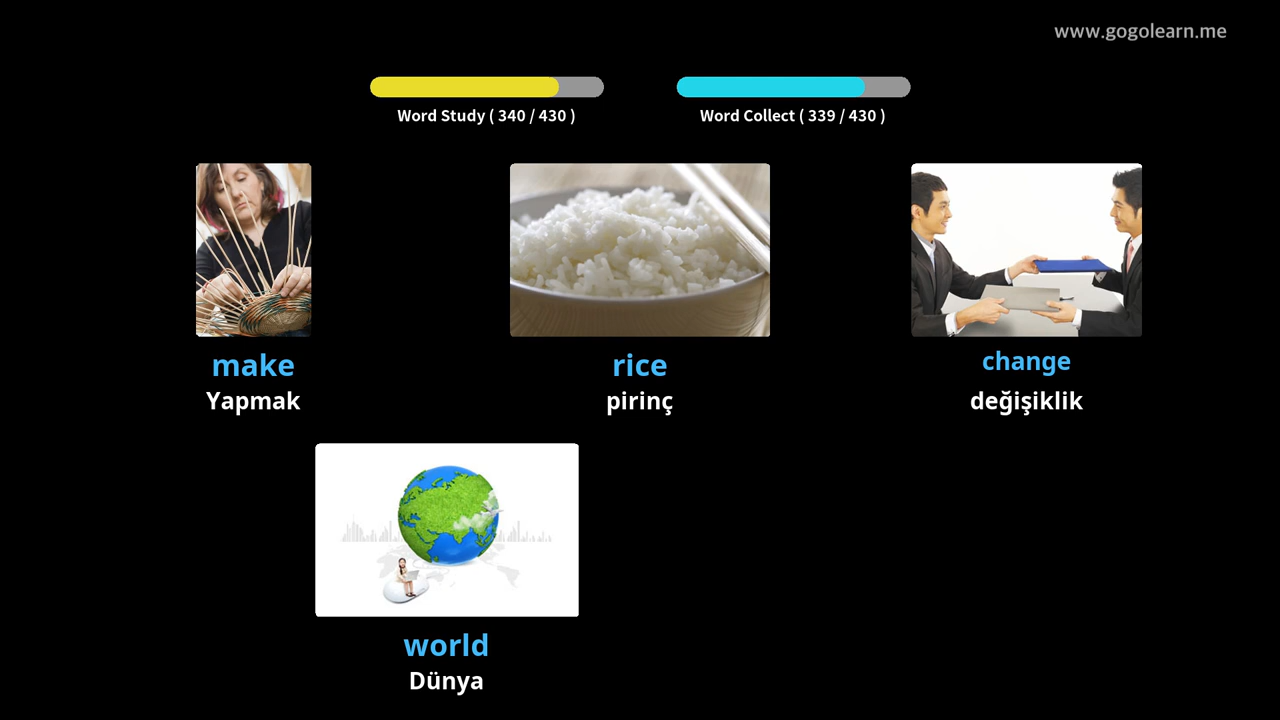 www.gogolearn.me
Word Study ( 340 / 430 )
Word Collect ( 339 / 430 )
make
Yapmak
rice
pirinç
change
değişiklik
world
Dünya